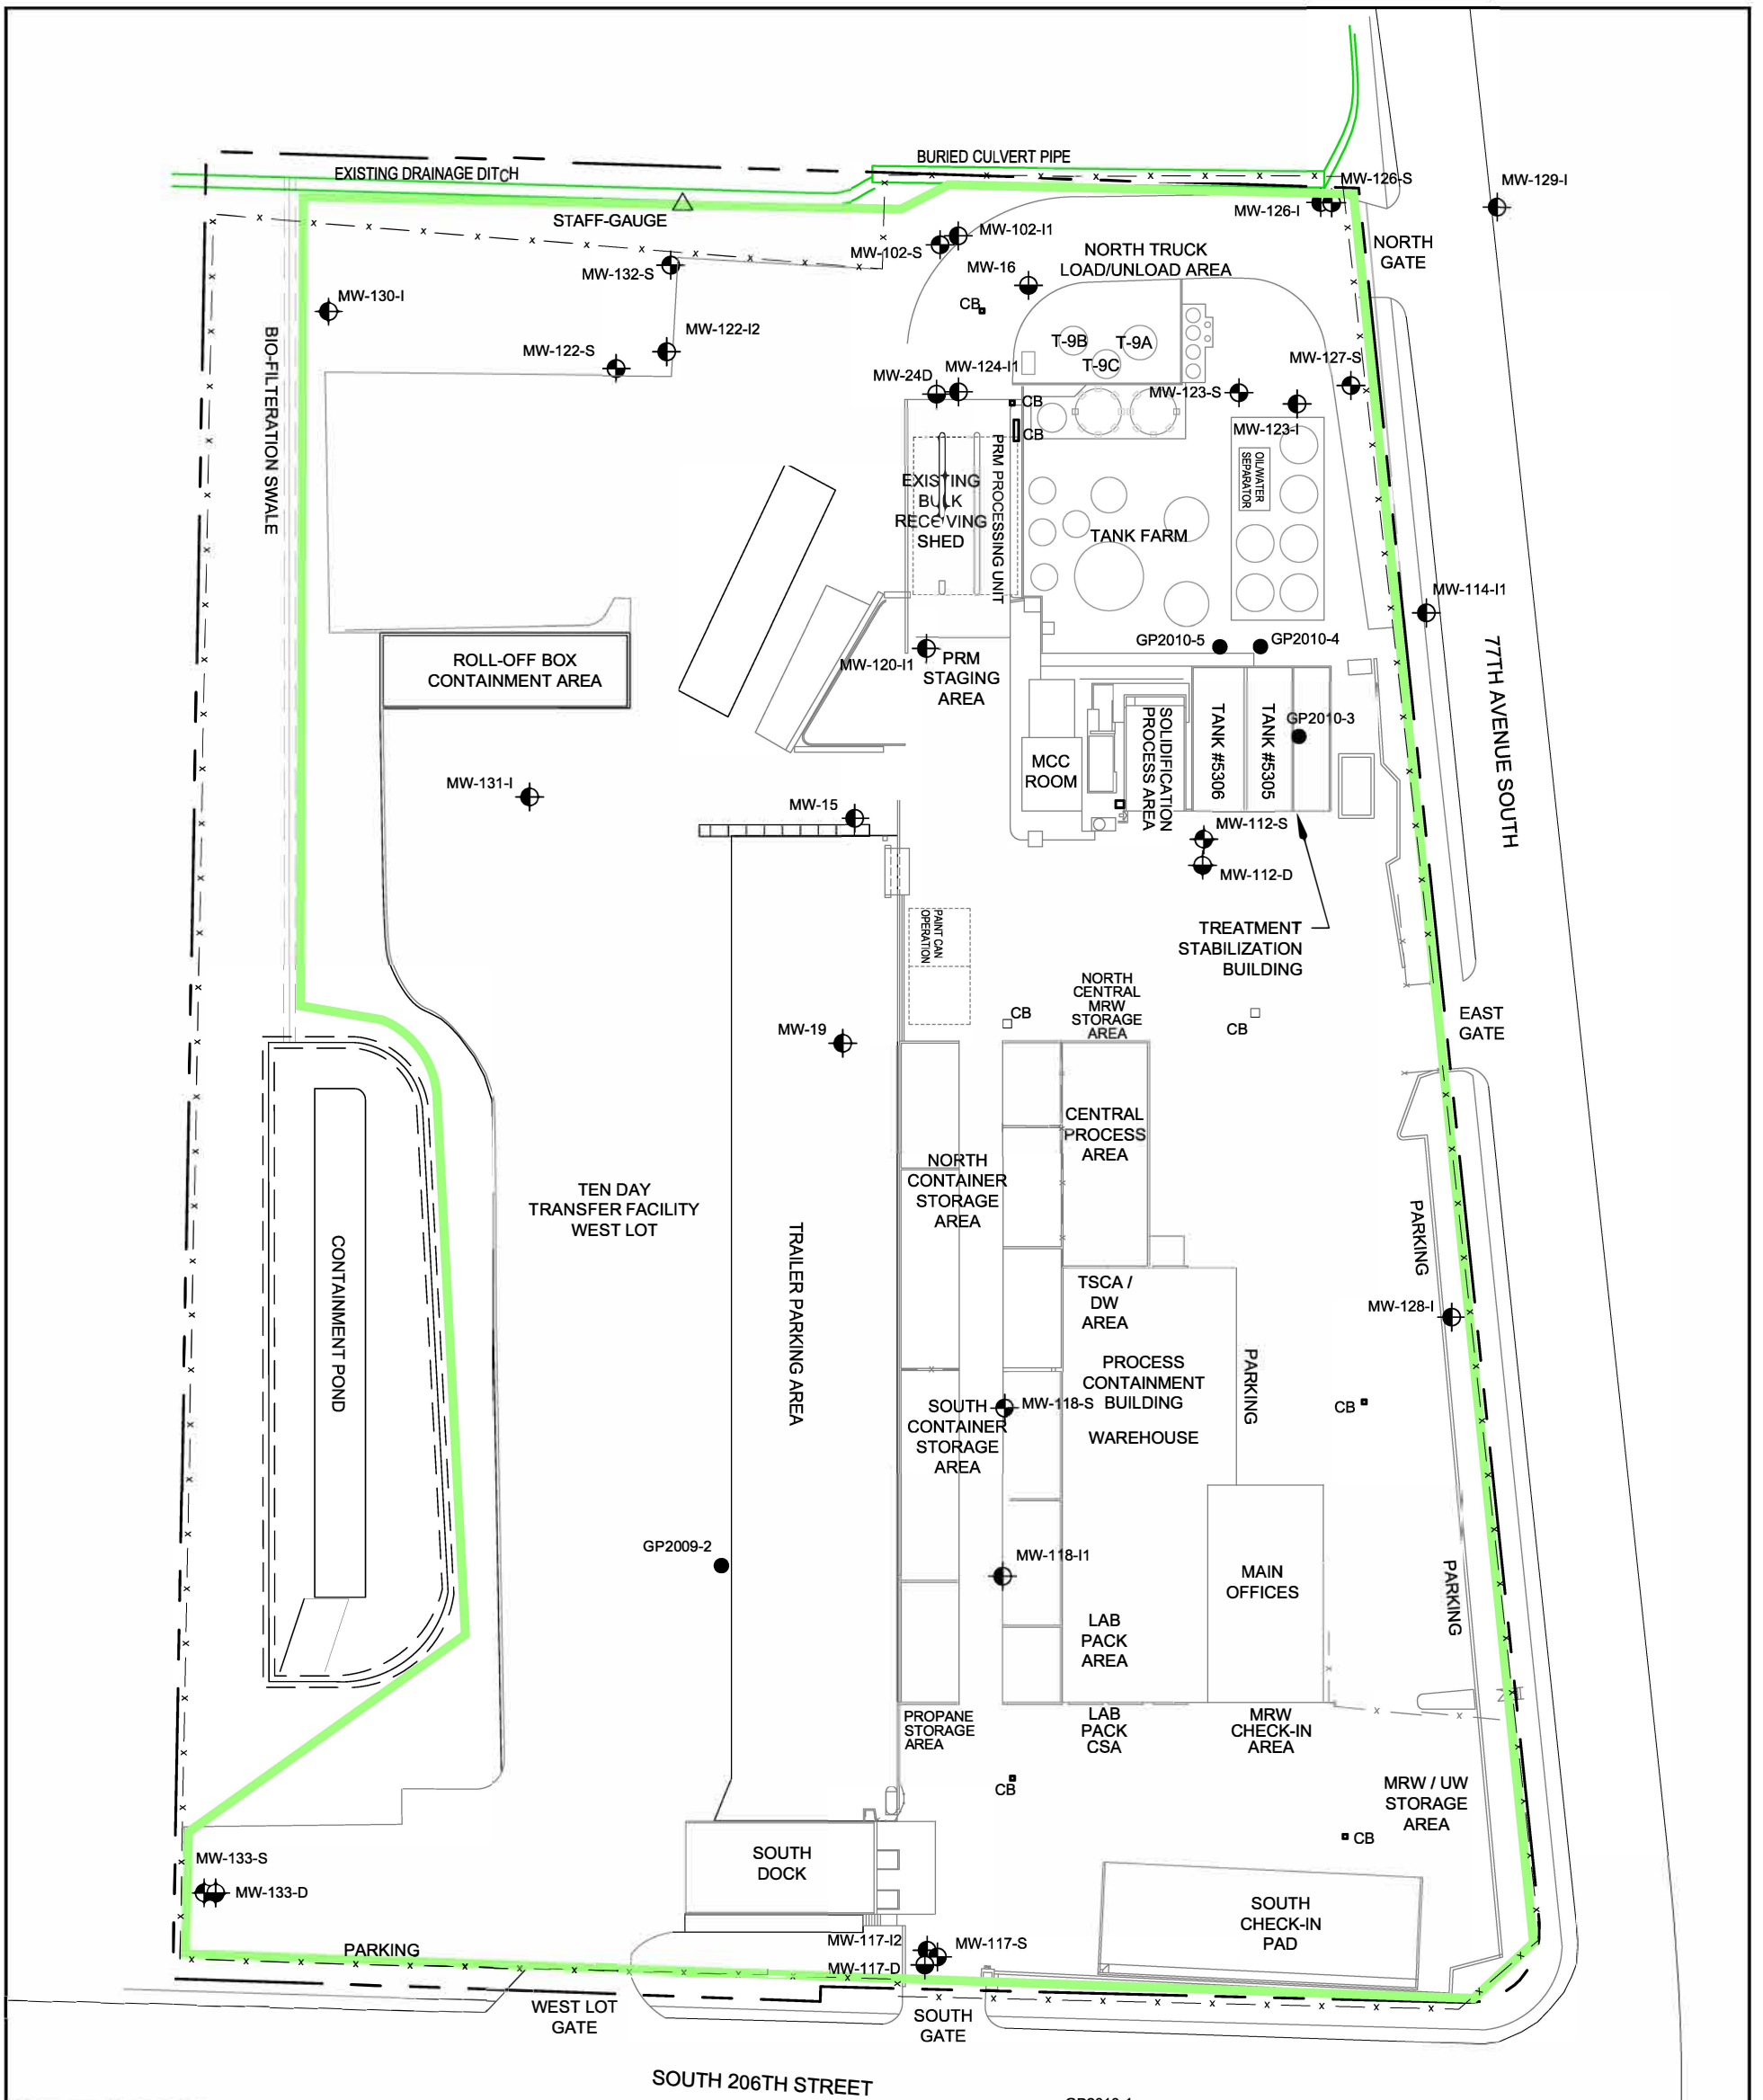 BURIED CULVERT PIPE
EXISTING DRAINAGE DITCH
MW-126-S
MW-129-I
MW-126-I
STAFF-GAUGE
MW-102-I1
MW-102-S
NORTH TRUCK
LOAD/UNLOAD AREA
NORTH
GATE
MW-132-S
MW-16
MW-130-I
CB
BIO-FILTERATION SWALE
MW-122-I2
MW-122-S
T-9B
T-9A
T-9C
MW-127-S
MW-24D
MW-124-I1
MW-123-S
CB
CB
MW-123-I
PRM PROCESSING UNIT
OIL/WATER
SEPARATOR
EXISTING
BULK
RECEIVING
SHED
TANK FARM
MW-114-I1
GP2010-5
GP2010-4
77TH AVENUE SOUTH
ROLL-OFF BOX
CONTAINMENT AREA
MW-120-I1
PRM
STAGING
AREA
SOLIDIFICATION
PROCESS AREA
TANK #5306
TANK #5305
GP2010-3
MCC
ROOM
MW-131-I
MW-15
MW-112-S
MW-112-D
PAINT CAN
OPERATION
TREATMENT
STABILIZATION
BUILDING
NORTH
CENTRAL
MRW
STORAGE
AREA
CB
CB
EAST
GATE
MW-19
CENTRAL
PROCESS
AREA
NORTH
CONTAINER
STORAGE
AREA
TEN DAY
TRANSFER FACILITY
WEST LOT
PARKING
CONTAINMENT POND
TRAILER PARKING AREA
TSCA /
DW
AREA
MW-128-I
PROCESS
CONTAINMENT
BUILDING
PARKING
WAREHOUSE
SOUTH
CONTAINER
STORAGE
AREA
MW-118-S
CB
GP2009-2
MW-118-I1
MAIN
OFFICES
PARKING
LAB
PACK
AREA
PROPANE
STORAGE
AREA
LAB
PACK
CSA
MRW
CHECK-IN
AREA
CB
MRW / UW
STORAGE
AREA
CB
SOUTH
DOCK
MW-133-S
MW-133-D
SOUTH
CHECK-IN
PAD
PARKING
MW-117-I2
MW-117-S
MW-117-D
WEST LOT
GATE
SOUTH
GATE
SOUTH 206TH STREET